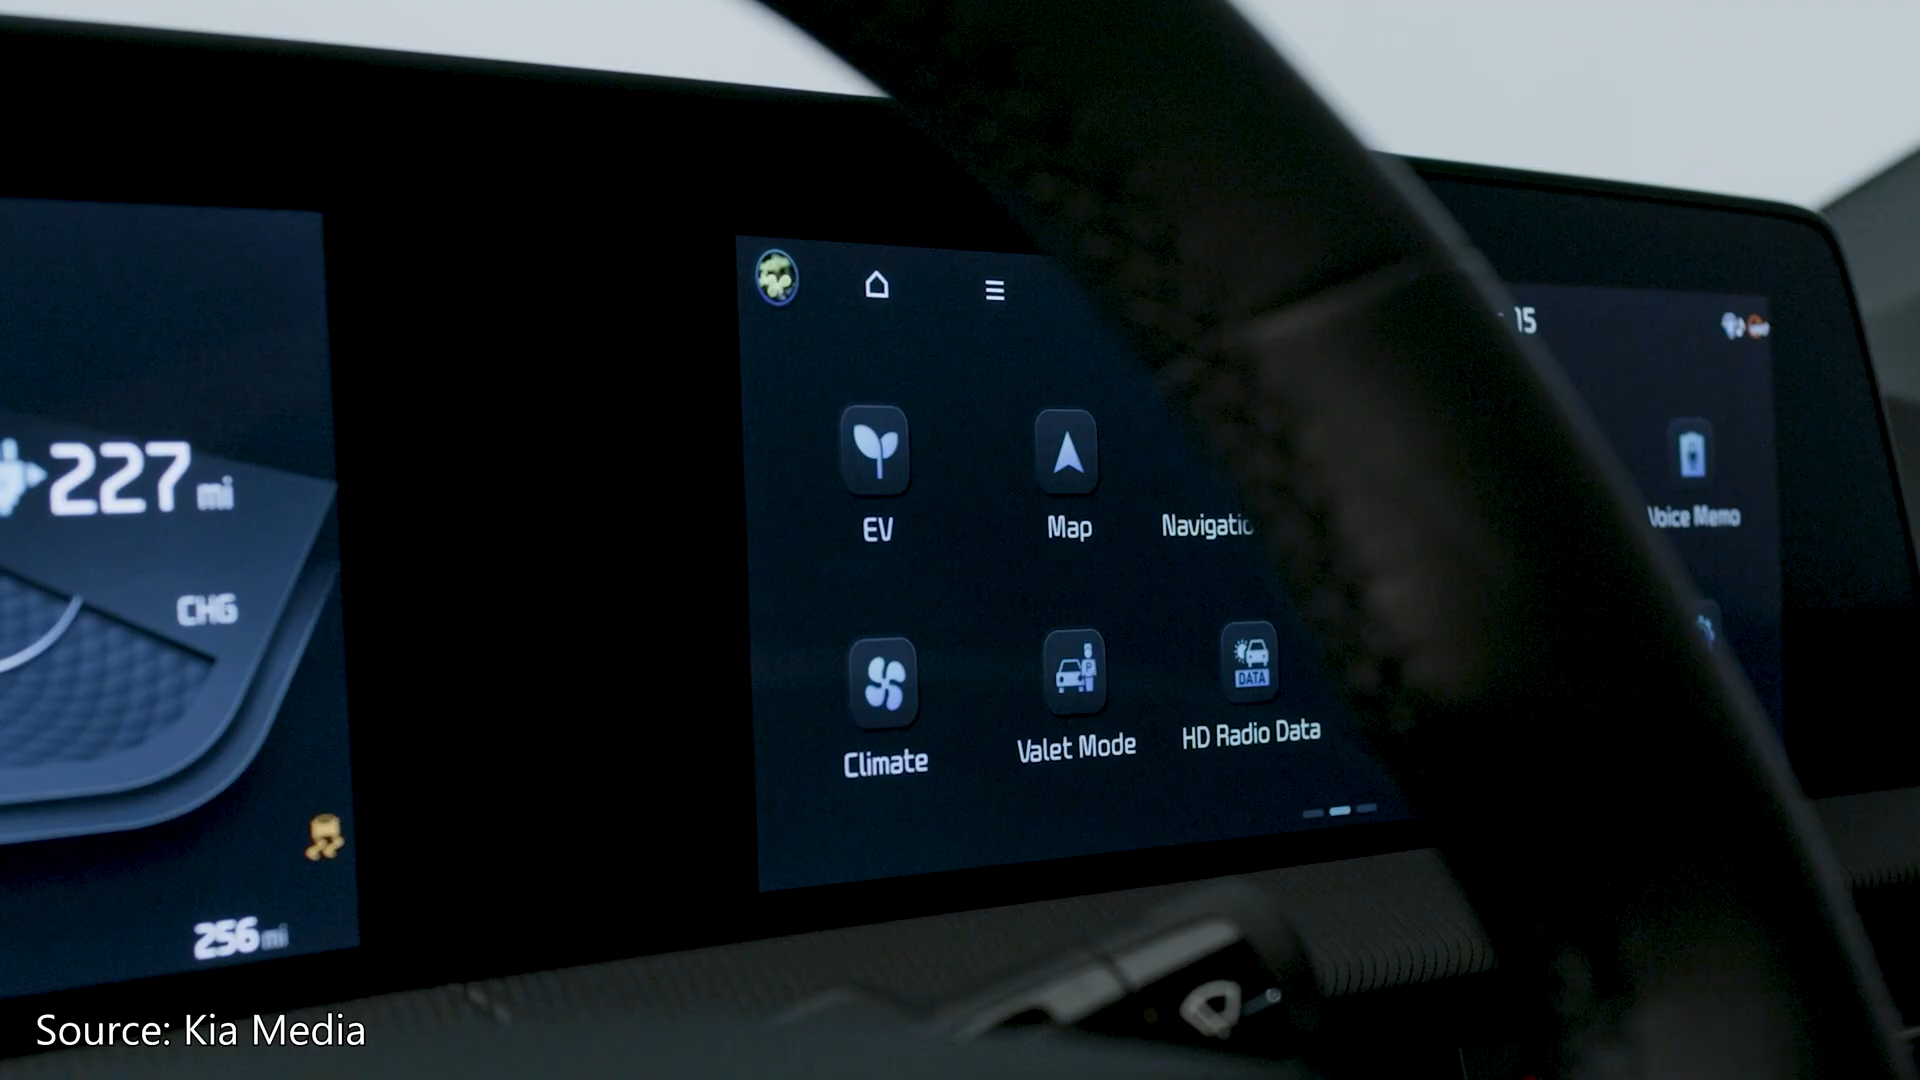 15
227 mi
EV
Map
Navigatio
Voice Memo
CHG
P
DATA
Climate
Valet Mode
HD Radio Data
256 mi
Source: Kia Media